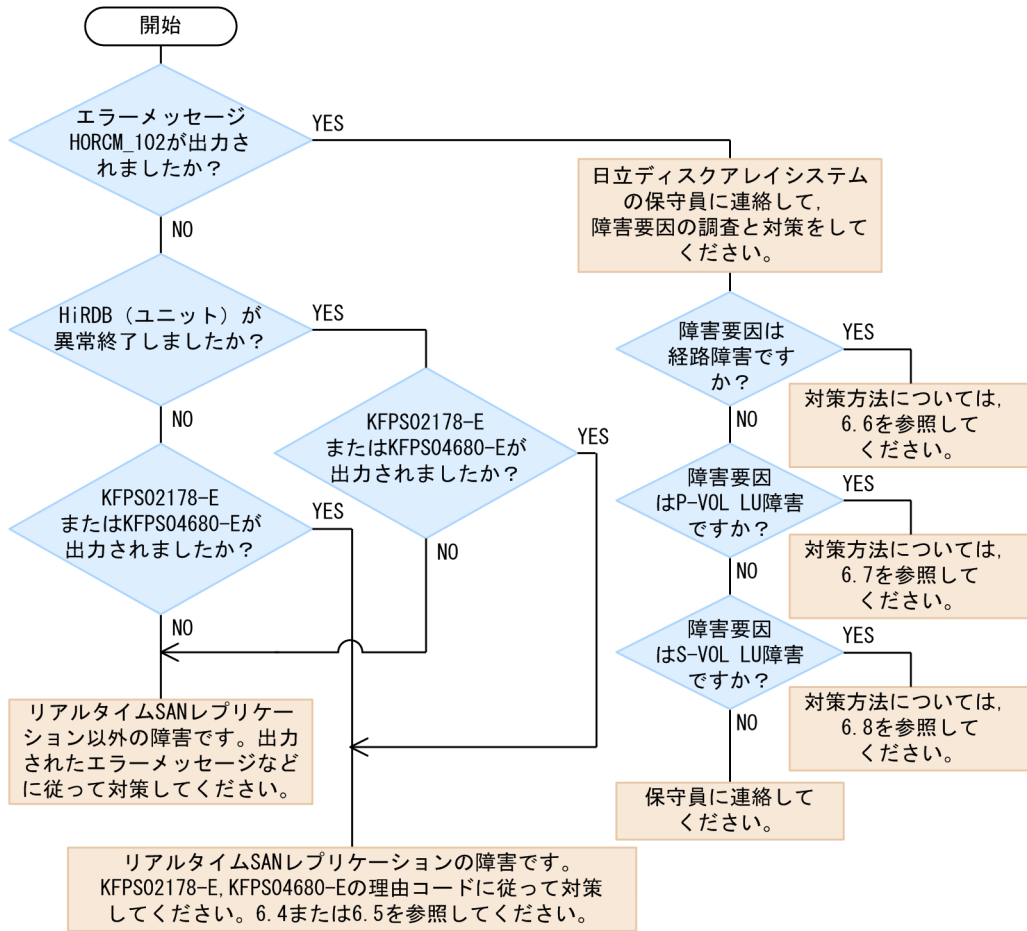 開始
エラーメッセージ
HORCM_102が出力さ
れましたか？
YES
NO
日立ディスクアレイシステム
の保守員に連絡して，
障害要因の調査と対策をして
ください。
HiRDB（ユニット）が
異常終了しましたか？
YES
NO
KFPS02178-E
またはKFPS04680-Eが
出力されましたか？
YES
NO
KFPS02178-E
またはKFPS04680-Eが
出力されましたか？
YES
NO
リアルタイムSANレプリケー
ション以外の障害です。出力
されたエラーメッセージなど
に従って対策してください。
リアルタイムSANレプリケーションの障害です。
KFPS02178-E,KFPS04680-Eの理由コードに従って対策
してください。6.4または6.5を参照してください。
障害要因は
経路障害です
か？
YES
NO
対策方法については，
6.6を参照して
ください。
障害要因
はP-VOL LU障害
ですか？
YES
NO
対策方法については，
6.7を参照して
ください。
障害要因
はS-VOL LU障害
ですか？
YES
NO
対策方法については，
6.8を参照して
ください。
保守員に連絡して
ください。